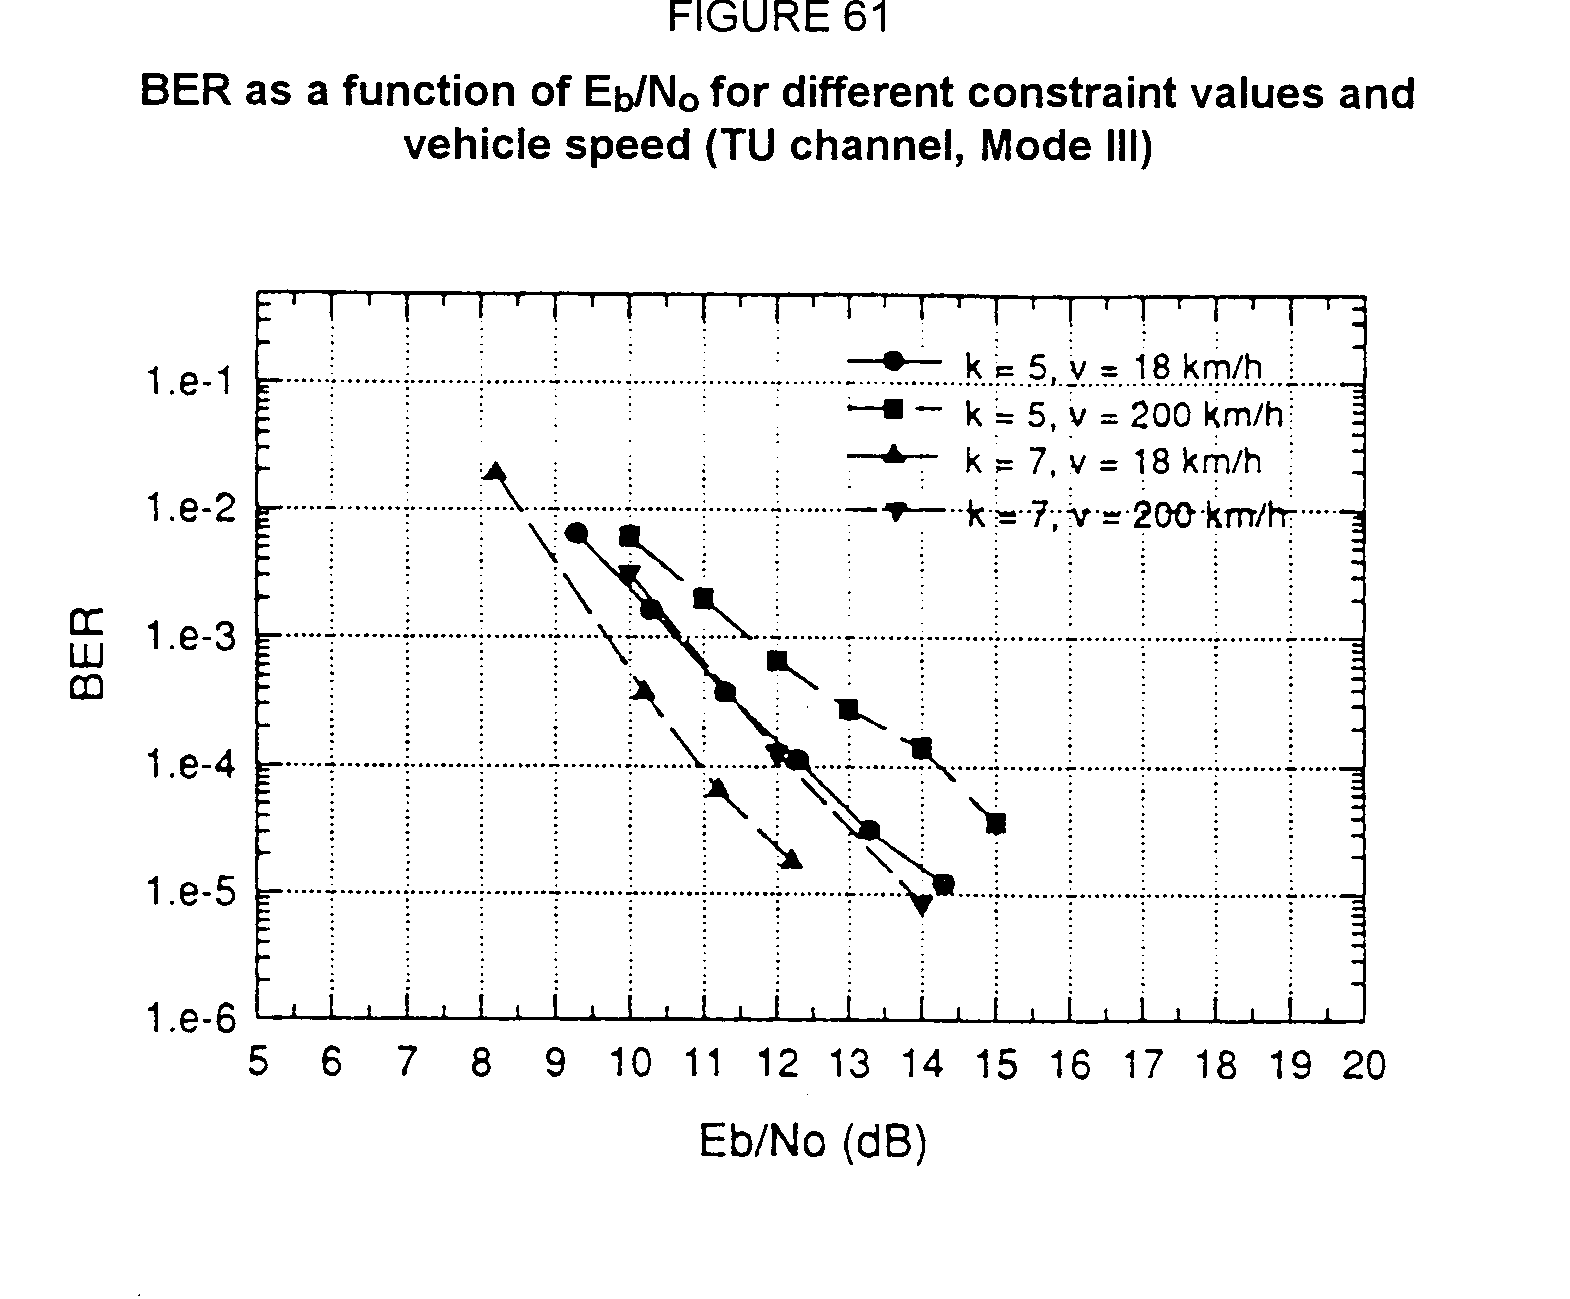 FIGURE 61
BER as a function of Eb/No for different constraint values and
vehicle speed (TU channel, Mode III)
k = 5, v = 18 km/h
k = 5, v = 200 km/h
k = 7, v = 18 km/h
k = 7, v = 200 km/h
1.e-1
1.e-2
1.e-3
1.e-4
1.e-5
1.e-6
BER
5 6 7 8 9 10 11 12 13 14 15 16 17 18 19 20
Eb/No (dB)